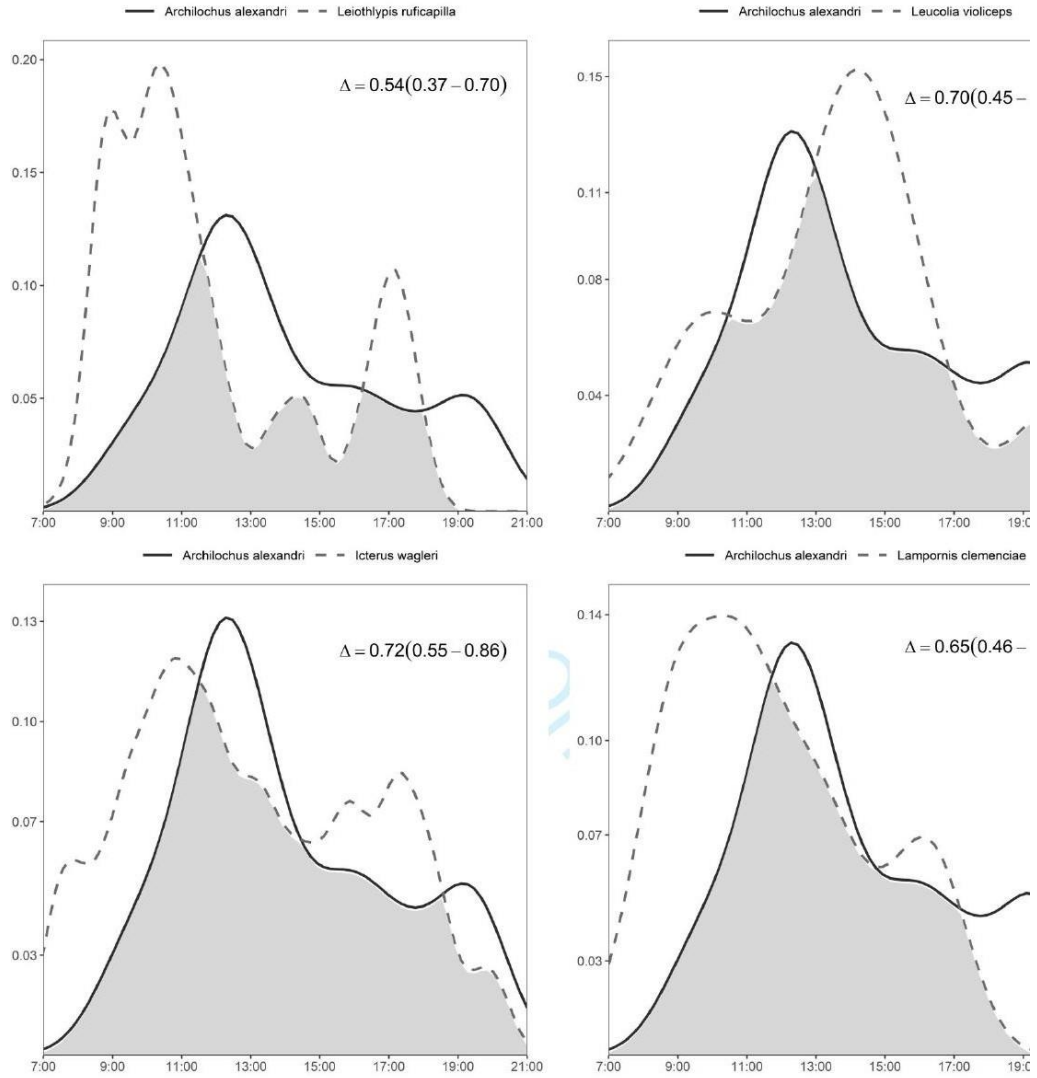 Archilochus alexandri Leiothlypis ruficapilla
0.20
0.15
0.10
0.05
Δ = 0.54(0.37 – 0.70)
7:00 9:00 11:00 13:00 15:00 17:00 19:00 21:00
Archilochus alexandri Leucolia violiceps
0.15
0.11
0.08
0.04
Δ = 0.70(0.45 –
7:00 9:00 11:00 13:00 15:00 17:00 19:0
Archilochus alexandri Icterus wagleri
0.13
0.10
0.07
0.03
Δ = 0.72(0.55 – 0.86)
7:00 9:00 11:00 13:00 15:00 17:00 19:00 21:00
Archilochus alexandri Lampornis clemenciae
0.14
0.10
0.07
0.03
Δ = 0.65(0.46 –
7:00 9:00 11:00 13:00 15:00 17:00 19:0